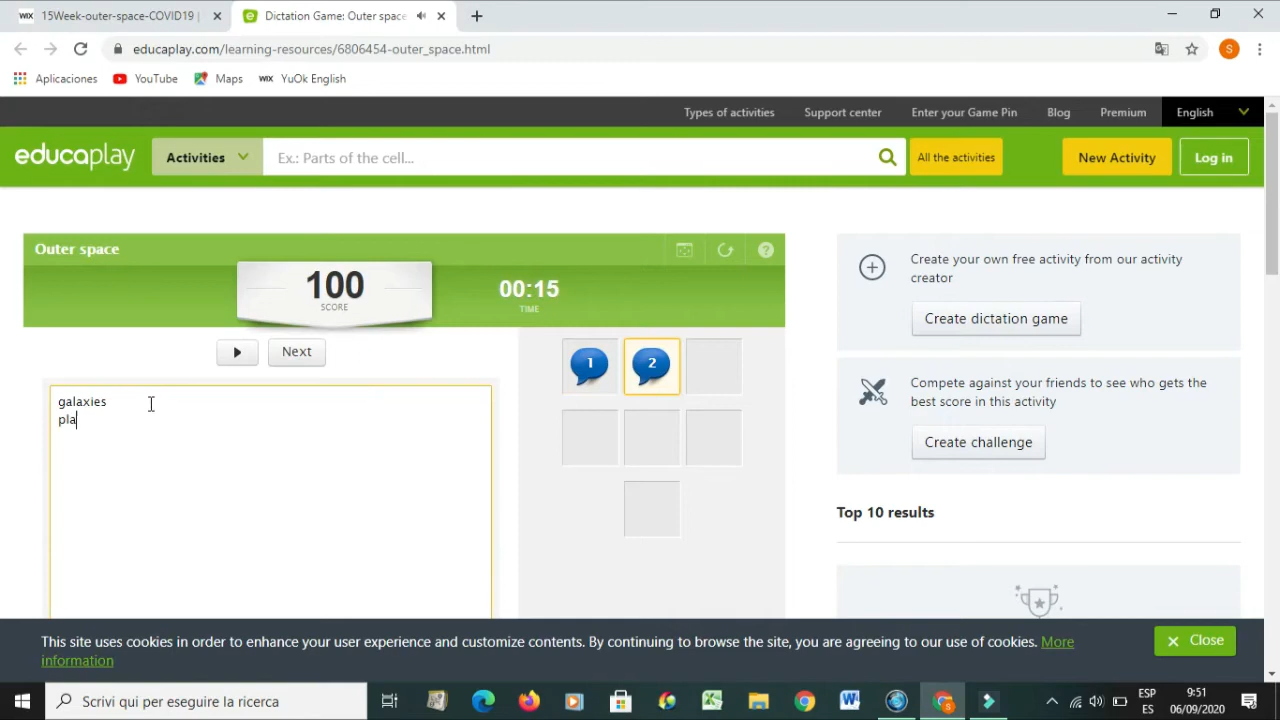 WIX 15Week-outer-space-COVID19 |
Dictation Game: Outer space
educaplay.com/learning-resources/6806454-outer_space.html
S
Aplicaciones YouTube Maps WIX YuOk English
Types of activities Support center Enter your Game Pin Blog Premium English
educaplay Activities Ex.: Parts of the cell... All the activities New Activity Log in
Outer space
100
SCORE
00:15
TIME
Next
1 2
galaxies
pla
Create your own free activity from our activity
creator
Create dictation game
Compete against your friends to see who gets the
best score in this activity
Create challenge
Top 10 results
This site uses cookies in order to enhance your user experience and customize contents. By continuing to browse the site, you are agreeing to our use of cookies. More
information
Close
Scrivi qui per eseguire la ricerca
ESP
ES
9:51
06/09/2020